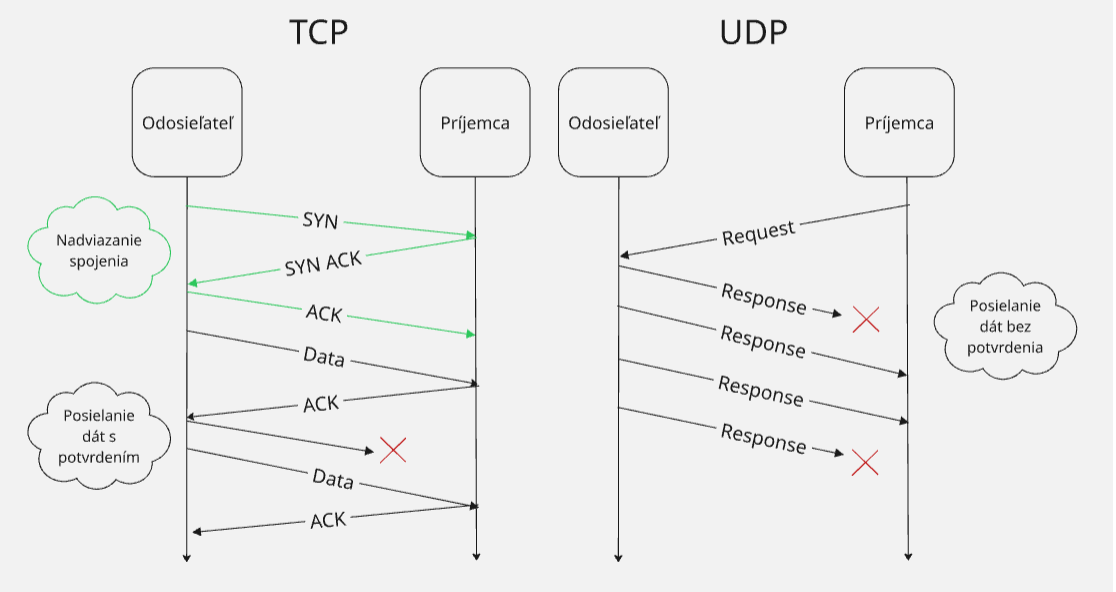 TCP
UDP
Odosieľateľ
Príjemca
Odosieľateľ
Príjemca
Nadviazanie
spojenia
SYN
SYN ACK
ACK
Data
ACK
Posielanie
dát s
potvrdením
Data
ACK
Request
Response
Response
Response
Response
Posielanie
dát bez
potvrdenia